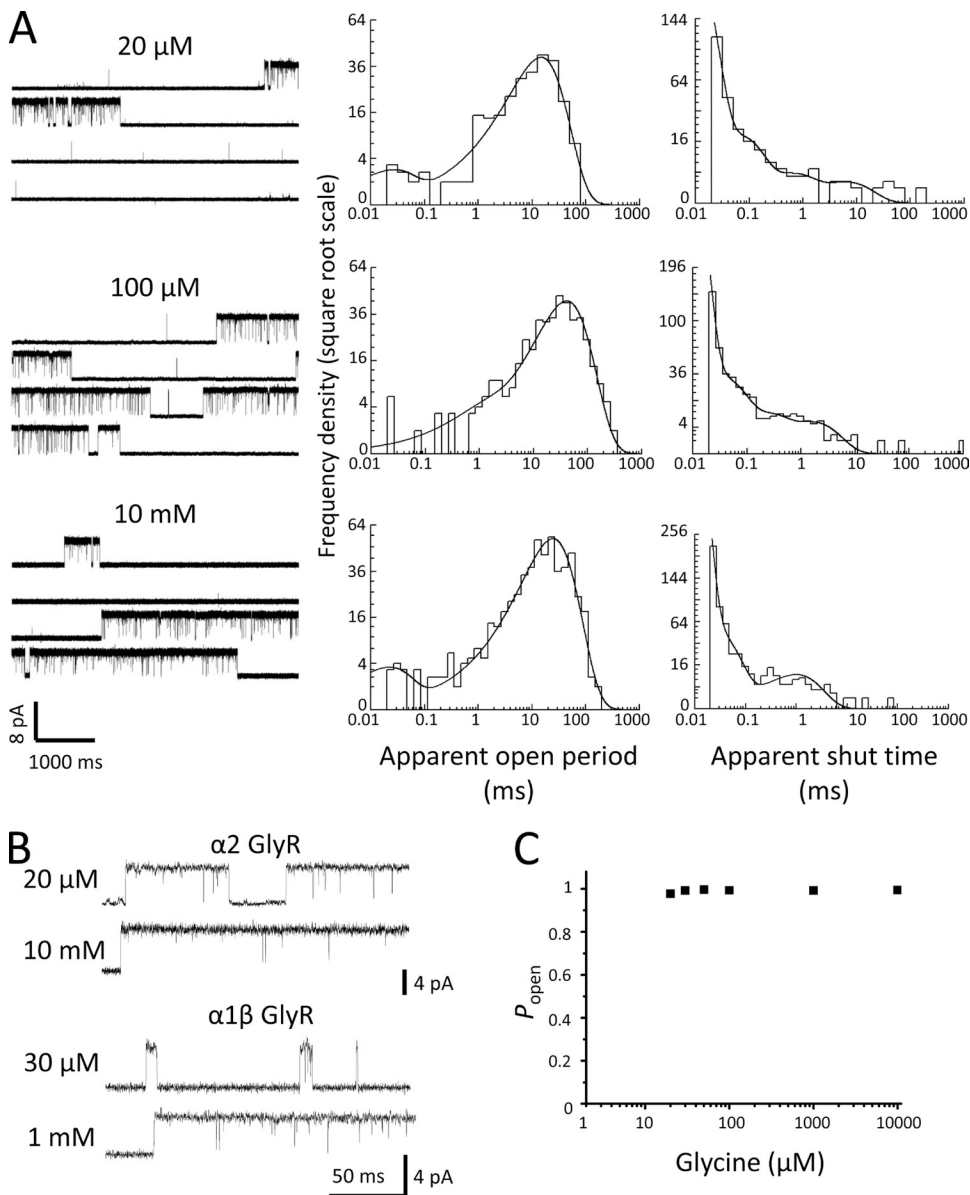 A
20 µM
100 µM
10 mM
8 pA
1000 ms
Frequency density (square root scale)
64
36
16
4
0
0.01 0.1 1 10 100 1000
144
64
16
0
0.01 0.1 1 10 100 1000
64
36
16
4
0
0.01 0.1 1 10 100 1000
196
100
36
4
0.01 0.1 1 10 100 1000
64
36
16
4
0
0.01 0.1 1 10 100 1000
256
144
64
16
0
0.01 0.1 1 10 100 1000
Apparent open period
(ms)
Apparent shut time
(ms)
B
α2 GlyR
20 µM
10 mM
4 pA
α1β GlyR
30 µM
1 mM
50 ms
4 pA
C
Popen
1
0.8
0.6
0.4
0.2
0
1 10 100 1000 10000
Glycine (µM)